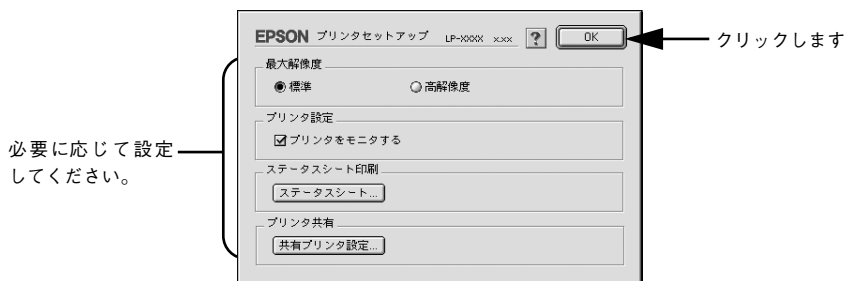 EPSON プリンタセットアップ LP-XXXX x.xx ? OK
クリックします
最大解像度
標準 高解像度
プリンタ設定
プリンタをモニタする
必要に応じて設定
してください。
ステータスシート印刷
ステータスシート...
プリンタ共有
共有プリンタ設定...